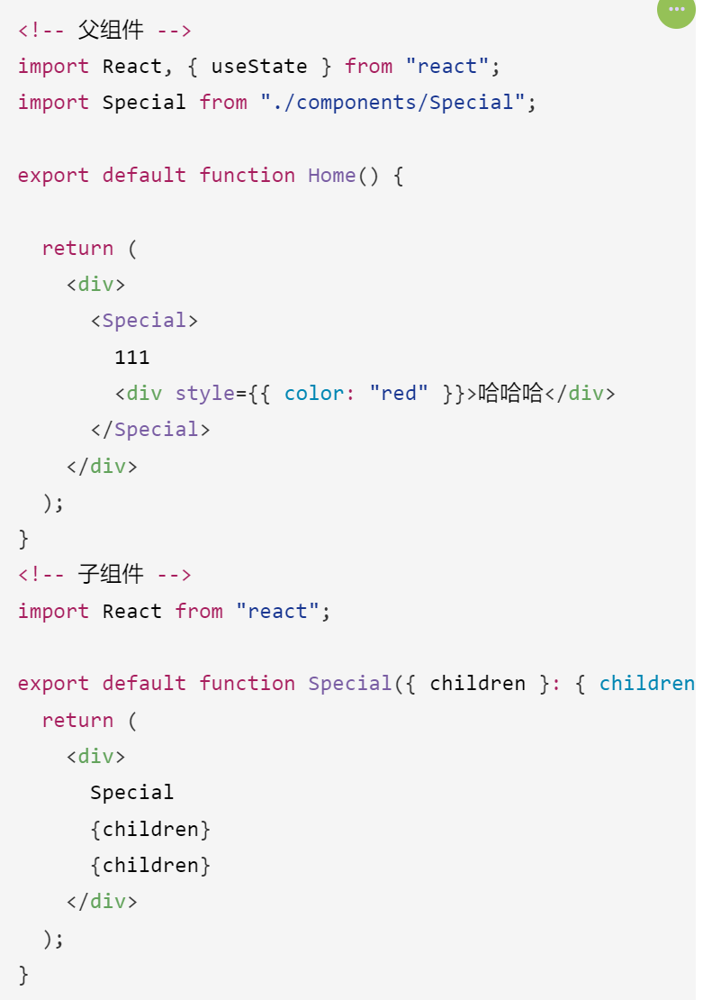 <!-- 父组件 -->
import React, { useState } from "react";
import Special from "./components/Special";
export default function Home() {
return (
<div>
<Special>
111
<div style={{ color: "red" }}>哈哈哈</div>
</Special>
</div>
);
}
<!-- 子组件 -->
import React from "react";
export default function Special({ children }: { children
return (
<div>
Special
{children}
{children}
</div>
);
}